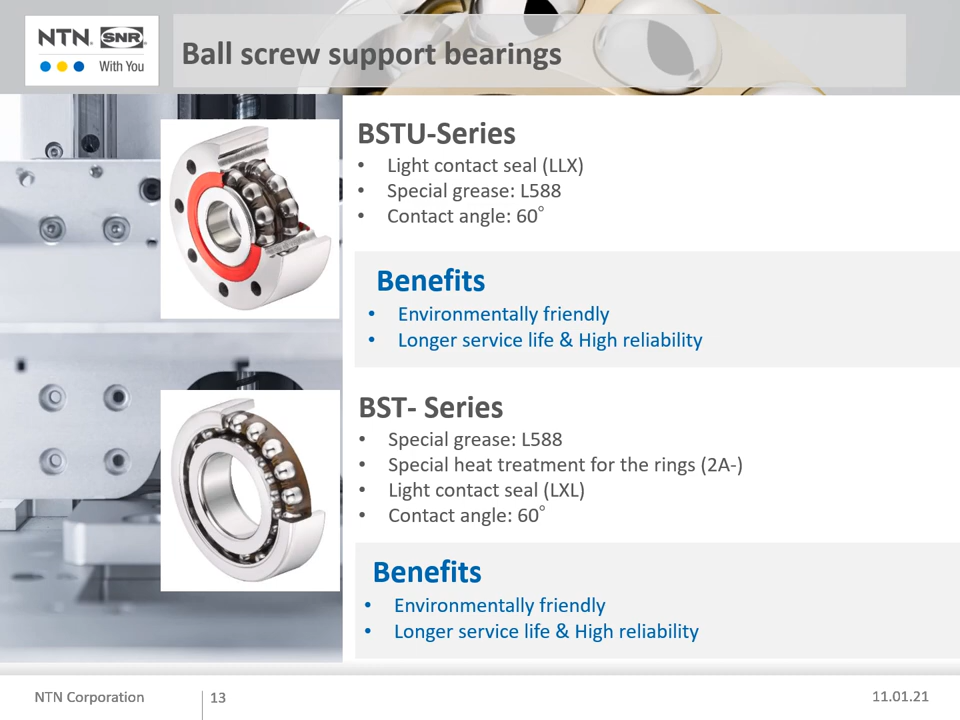 NTN® SNR®
With You
Ball screw support bearings
BSTU-Series
• Light contact seal (LLX)
• Special grease: L588
• Contact angle: 60°
Benefits
• Environmentally friendly
• Longer service life & High reliability
BST- Series
• Special grease: L588
• Special heat treatment for the rings (2A-)
• Light contact seal (LXL)
• Contact angle: 60°
Benefits
• Environmentally friendly
• Longer service life & High reliability
NTN Corporation 13 11.01.21